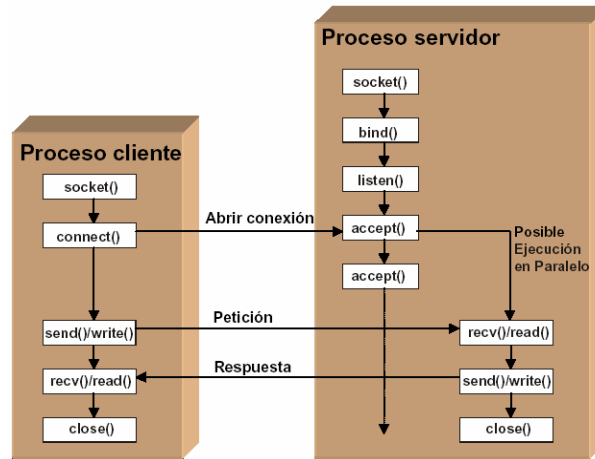 Proceso servidor
socket()
bind()
listen()
accept()
accept()
Posible
Ejecución
en Paralelo
recv()/read()
send()/write()
close()
Proceso cliente
socket()
connect()
send()/write()
recv()/read()
close()
Abrir conexión
Petición
Respuesta